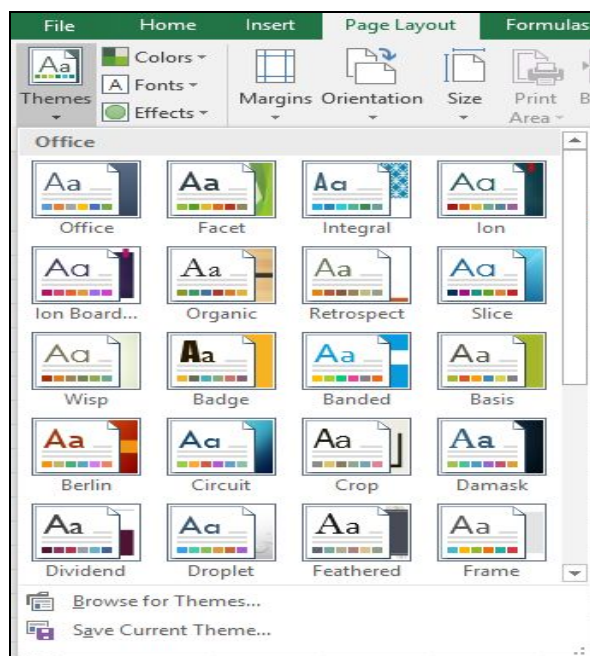 File Home Insert Page Layout Formulas
Aa Colors
A Fonts
Themes Effects Margins Orientation Size Print Area
Office
Aa Aa Aa Aa
Office Facet Integral Ion
Aa Aa Aa Aa
Ion Board... Organic Retrospect Slice
Aa Aa Aa Aa
Wisp Badge Banded Basis
Aa Aa Aa Aa
Berlin Circuit Crop Damask
Aa Aa Aa Aa
Dividend Droplet Feathered Frame
Browse for Themes...
Save Current Theme...